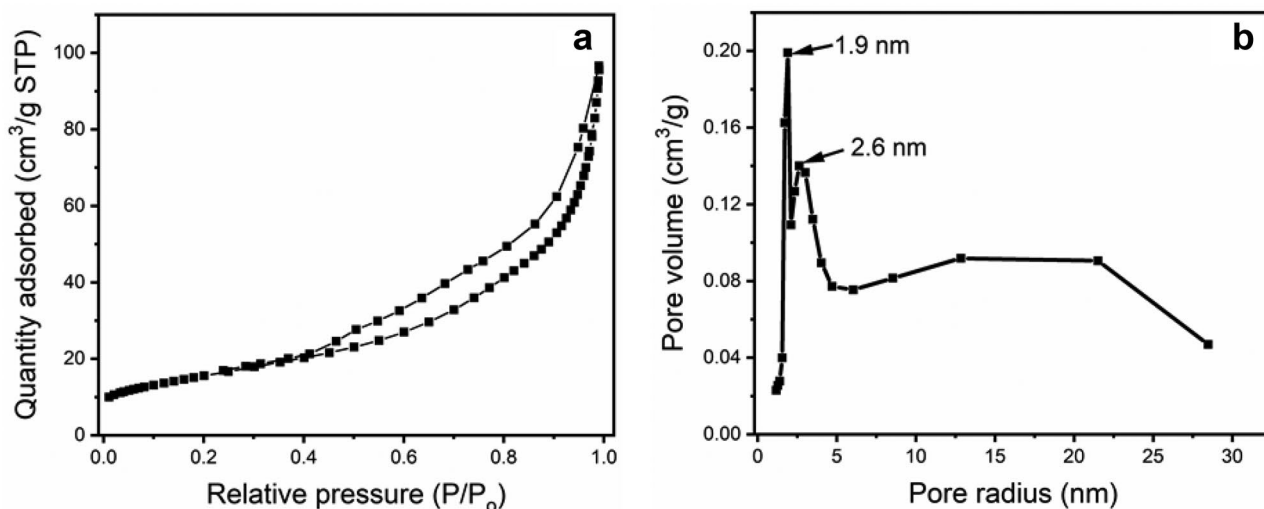 a
100
80
60
40
20
0
Quantity adsorbed (cm³/g STP)
0.0 0.2 0.4 0.6 0.8 1.0
Relative pressure (P/Pₒ)
b
1.9 nm
2.6 nm
0.20
0.16
0.12
0.08
0.04
0.00
Pore volume (cm³/g)
0 5 10 15 20 25 30
Pore radius (nm)